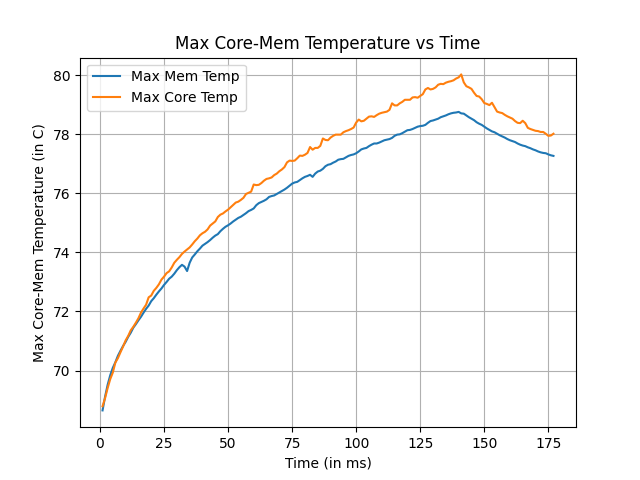 Max Core-Mem Temperature vs Time
Max Mem Temp
Max Core Temp
Max Core-Mem Temperature (in C)
80
78
76
74
72
70
0 25 50 75 100 125 150 175
Time (in ms)